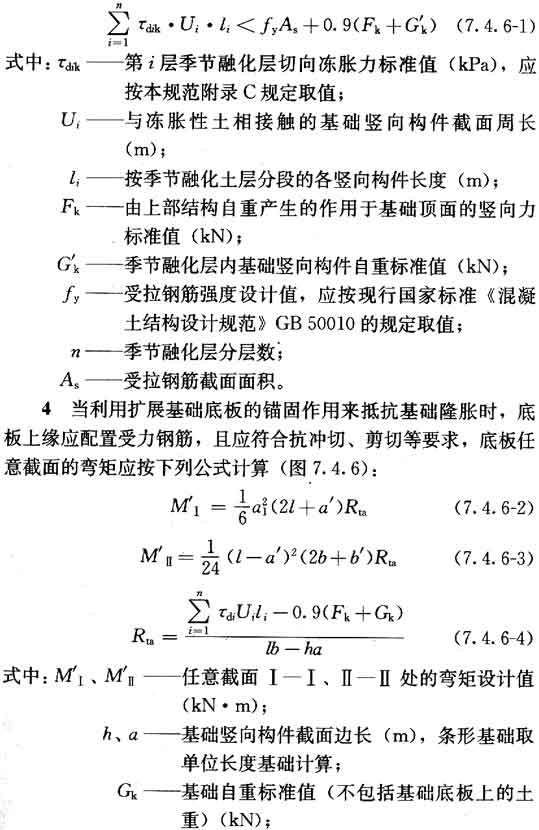 $\sum_{i=1}^{n} \tau_{dik} \cdot U_i \cdot l_i < f_y A_s + 0.9(F_k + G'_k)$ (7.4.6-1)
式中：τdik——第 i 层季节融化层切向冻胀力标准值（kPa），应
按本规范附录 C 规定取值；
Ui——与冻胀性土相接触的基础竖向构件截面周长
（m）；
li——按季节融化土层分段的各竖向构件长度（m）；
Fk——由上部结构自重产生的作用于基础顶面的竖向力
标准值（kN）；
G′k——季节融化层内基础竖向构件自重标准值（kN）；
fy——受拉钢筋强度设计值，应按现行国家标准《混凝
土结构设计规范》GB 50010 的规定取值；
n——季节融化层分层数；
As——受拉钢筋截面面积。
4 当利用扩展基础底板的锚固作用来抵抗基础隆胀时，底
板上缘应配置受力钢筋，且应符合抗冲切、剪切等要求，底板任
意截面的弯矩应按下列公式计算（图 7.4.6）：
$M'_{Ⅰ} = \frac{1}{6} a_1^2 (2l + a') R_{ta}$ (7.4.6-2)
$M'_{Ⅱ} = \frac{1}{24} (l - a')^2 (2b + b') R_{ta}$ (7.4.6-3)
$R_{ta} = \frac{\sum_{i=1}^{n} \tau_{di} U_i l_i - 0.9(F_k + G_k)}{lb - ha}$ (7.4.6-4)
式中：M′Ⅰ、M′Ⅱ——任意截面 Ⅰ—Ⅰ、Ⅱ—Ⅱ 处的弯矩设计值
（kN·m）；
h、a——基础竖向构件截面边长（m），条形基础取
单位长度基础计算；
Gk——基础自重标准值（不包括基础底板上的土
重）（kN）；